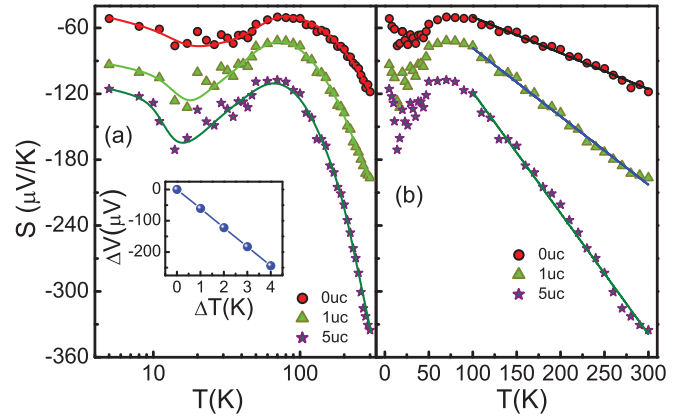 S (μV/K)
-60
-120
-180
-240
-300
-360
(a)
ΔV(μV)
0
-100
-200
0 1 2 3 4
ΔT(K)
0uc
1uc
5uc
10 100
T(K)
(b)
0uc
1uc
5uc
0 50 100 150 200 250 300
T(K)